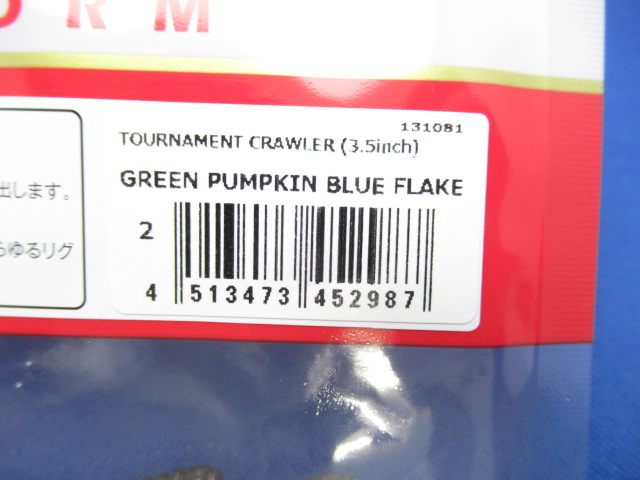 RM
131081
TOURNAMENT CRAWLER (3.5inch)
GREEN PUMPKIN BLUE FLAKE
出します。
ゆるリグ
2
4 513473 452987